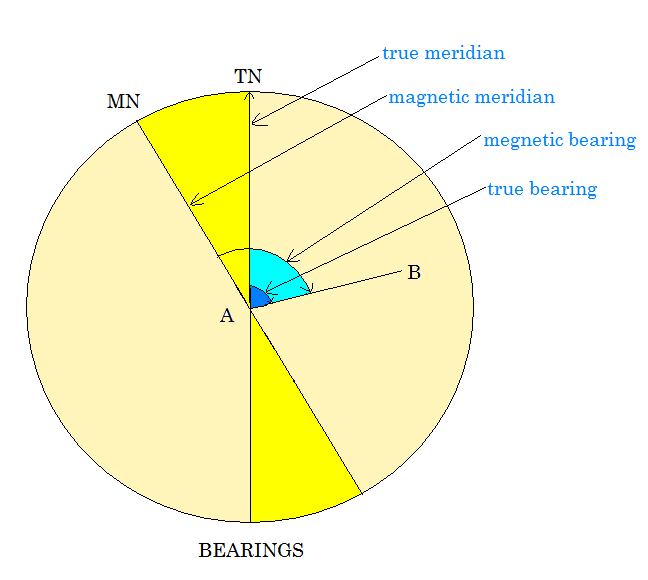 true meridian
TN
MN
magnetic meridian
megnetic bearing
true bearing
B
A
BEARINGS